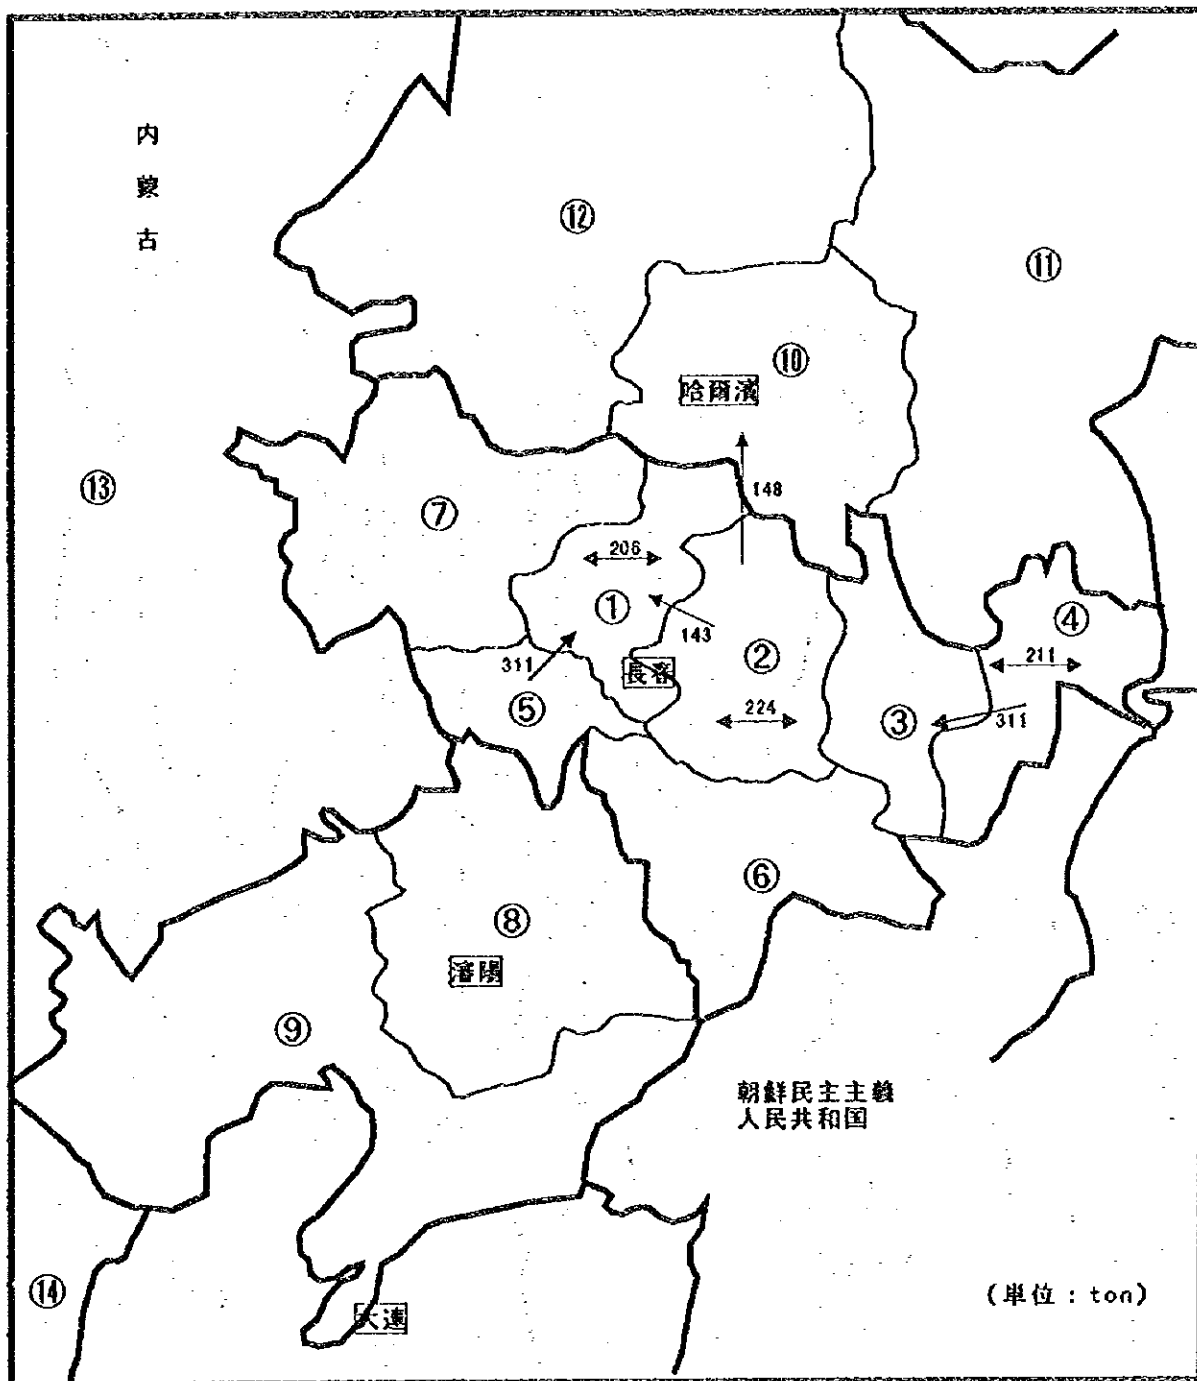 内
蒙
古
⑫
⑪
⑩
哈爾濱
⑬
148
⑦
206
①
④
143
②
211
311
長春
⑤
224
③
311
⑥
⑧
瀋陽
⑨
朝鮮民主主義
人民共和国
⑭
(単位：ton)
大連